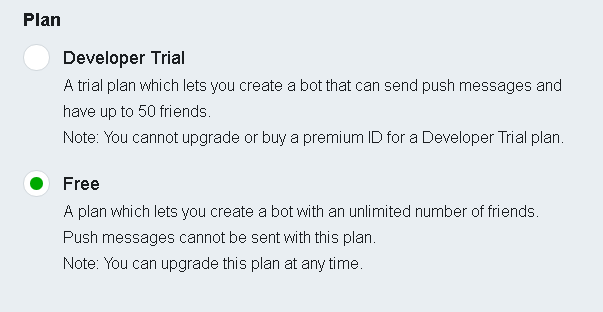 Plan
Developer Trial
A trial plan which lets you create a bot that can send push messages and
have up to 50 friends.
Note: You cannot upgrade or buy a premium ID for a Developer Trial plan.
Free
A plan which lets you create a bot with an unlimited number of friends.
Push messages cannot be sent with this plan.
Note: You can upgrade this plan at any time.